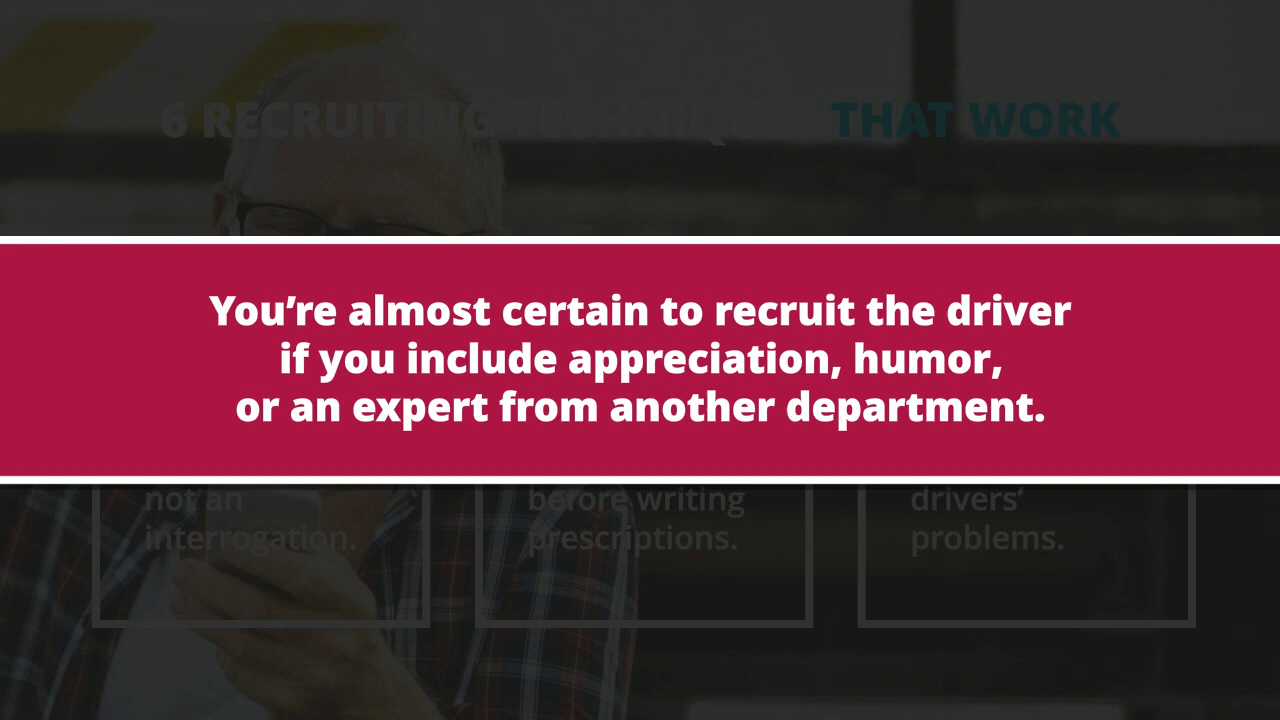 6 RECRUITING TECHNIQUES THAT WORK
You’re almost certain to recruit the driver
if you include appreciation, humor,
or an expert from another department.
not an
interrogation.
before writing
prescriptions.
drivers’
problems.